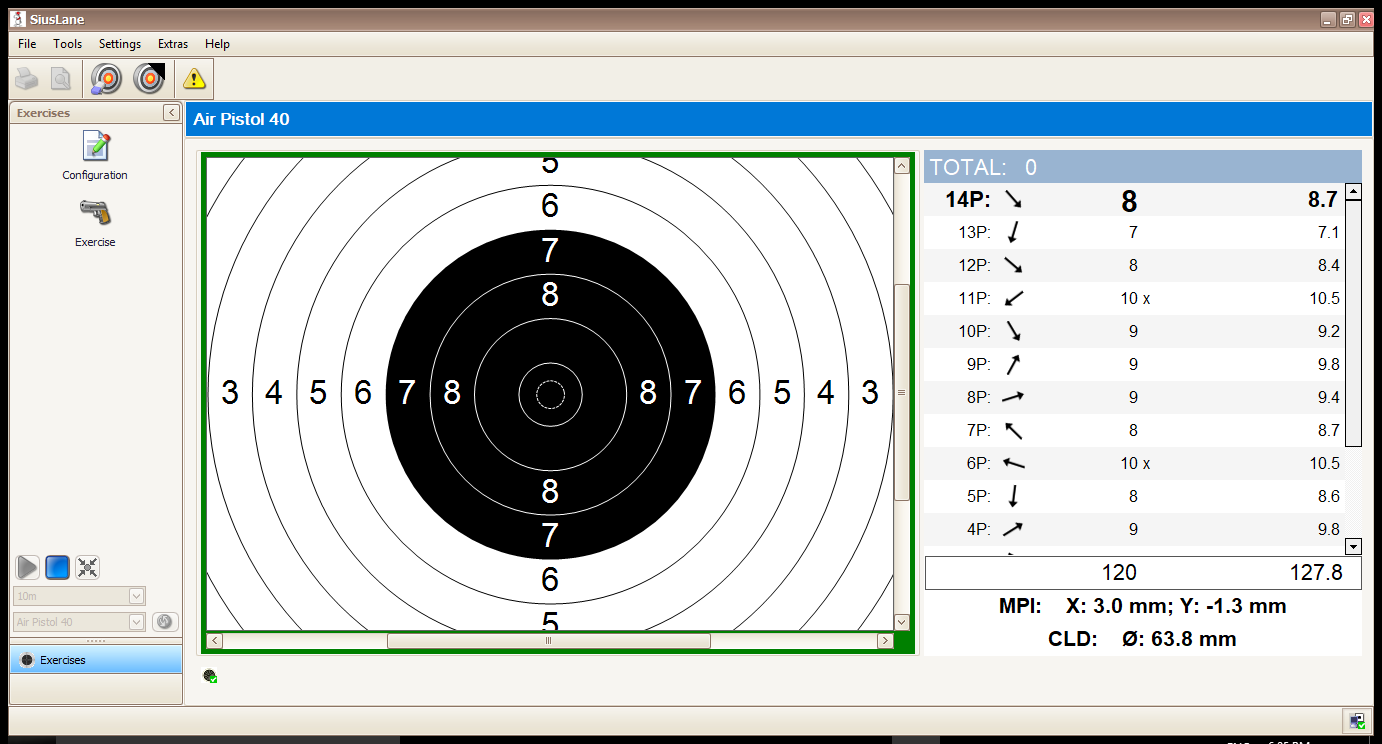 SiusLane
File Tools Settings Extras Help
Exercises
Configuration
Exercise
10m
Air Pistol 40
Exercises
Air Pistol 40
5
6
7
8
3 4 5 6 7 8 8 7 6 5 4 3
8
7
6
5
TOTAL: 0
14P: 8 8.7
13P: 7 7.1
12P: 8 8.4
11P: 10 x 10.5
10P: 9 9.2
9P: 9 9.8
8P: 9 9.4
7P: 8 8.7
6P: 10 x 10.5
5P: 8 8.6
4P: 9 9.8
120 127.8
MPI: X: 3.0 mm; Y: -1.3 mm
CLD: Ø: 63.8 mm